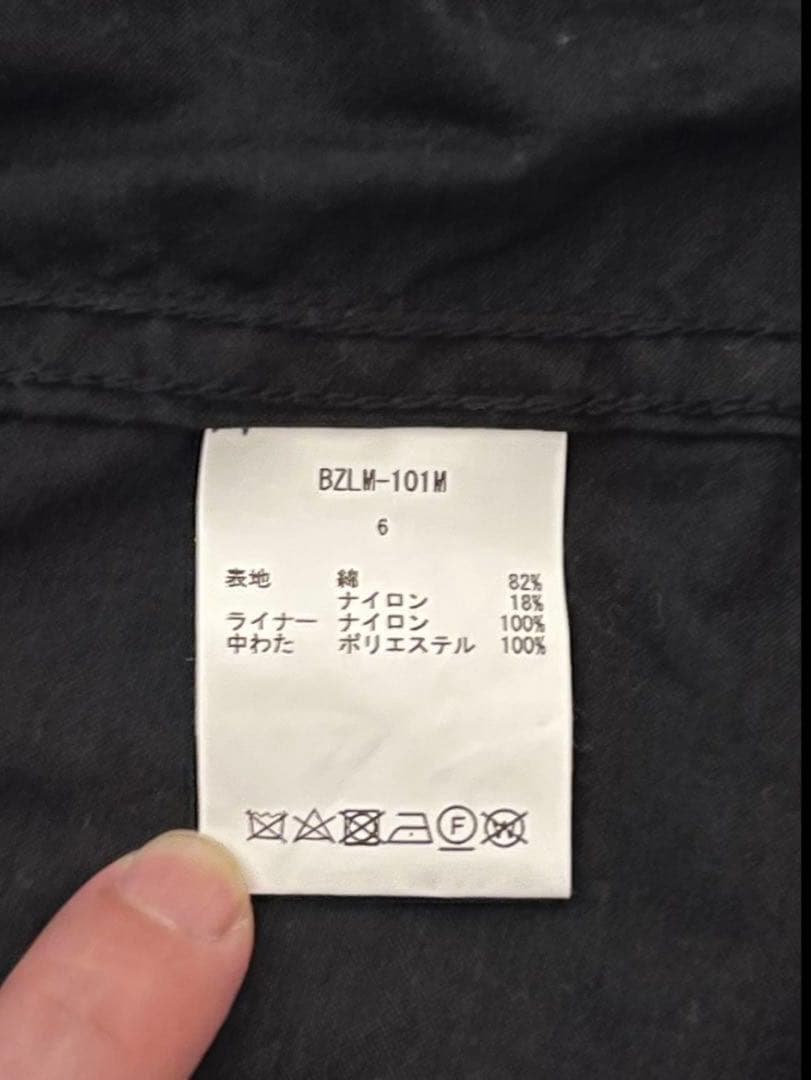 BZLM-101M
6
表地 綿 82%
ナイロン 18%
ライナー ナイロン 100%
中わた ポリエステル 100%
F W